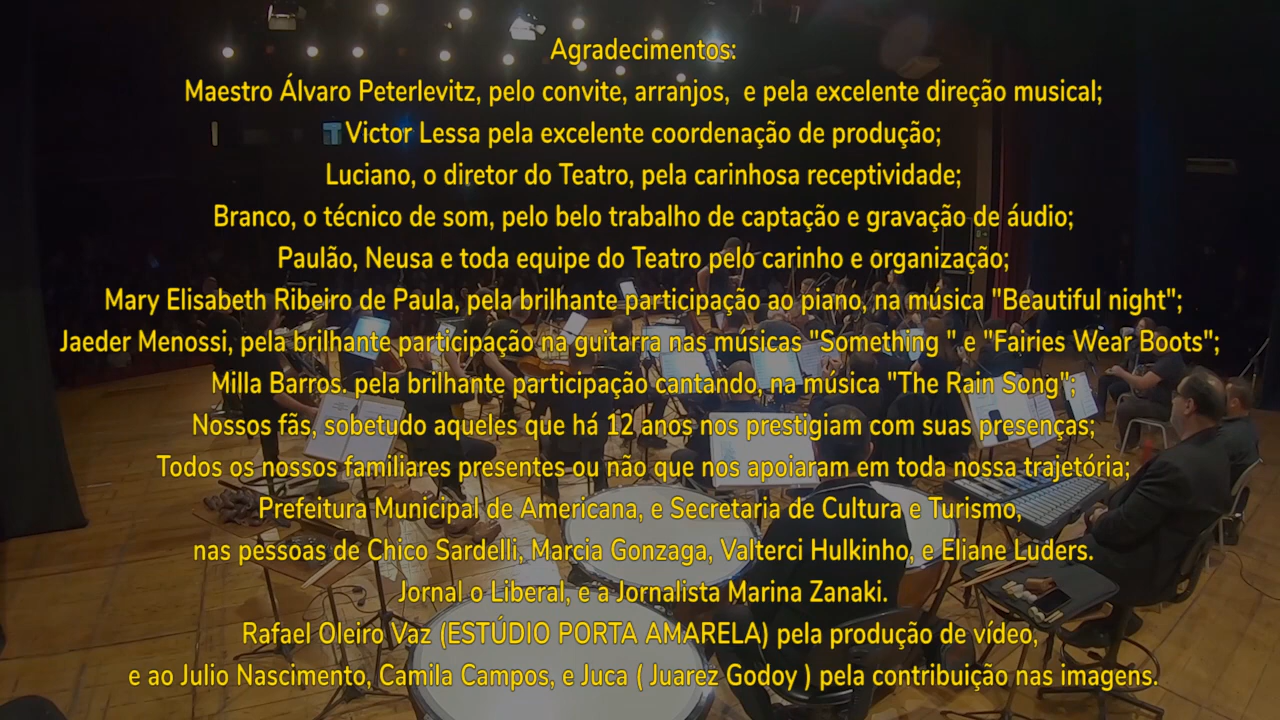 Agradecimentos:
Maestro Álvaro Peterlevitz, pelo convite, arranjos, e pela excelente direção musical;
Victor Lessa pela excelente coordenação de produção;
Luciano, o diretor do Teatro, pela carinhosa receptividade;
Branco, o técnico de som, pelo belo trabalho de captação e gravação de áudio;
Paulão, Neusa e toda equipe do Teatro pelo carinho e organização;
Mary Elisabeth Ribeiro de Paula, pela brilhante participação ao piano, na música "Beautiful night";
Jaeder Menossi, pela brilhante participação na guitarra nas músicas "Something " e "Fairies Wear Boots";
Milla Barros. pela brilhante participação cantando, na música "The Rain Song";
Nossos fãs, sobetudo aqueles que há 12 anos nos prestigiam com suas presenças;
Todos os nossos familiares presentes ou não que nos apoiaram em toda nossa trajetória;
Prefeitura Municipal de Americana, e Secretaria de Cultura e Turismo,
nas pessoas de Chico Sardelli, Marcia Gonzaga, Valterci Hulkinho, e Eliane Luders.
Jornal o Liberal, e a Jornalista Marina Zanaki.
Rafael Oleiro Vaz (ESTÚDIO PORTA AMARELA) pela produção de vídeo,
e ao Julio Nascimento, Camila Campos, e Juca ( Juarez Godoy ) pela contribuição nas imagens.